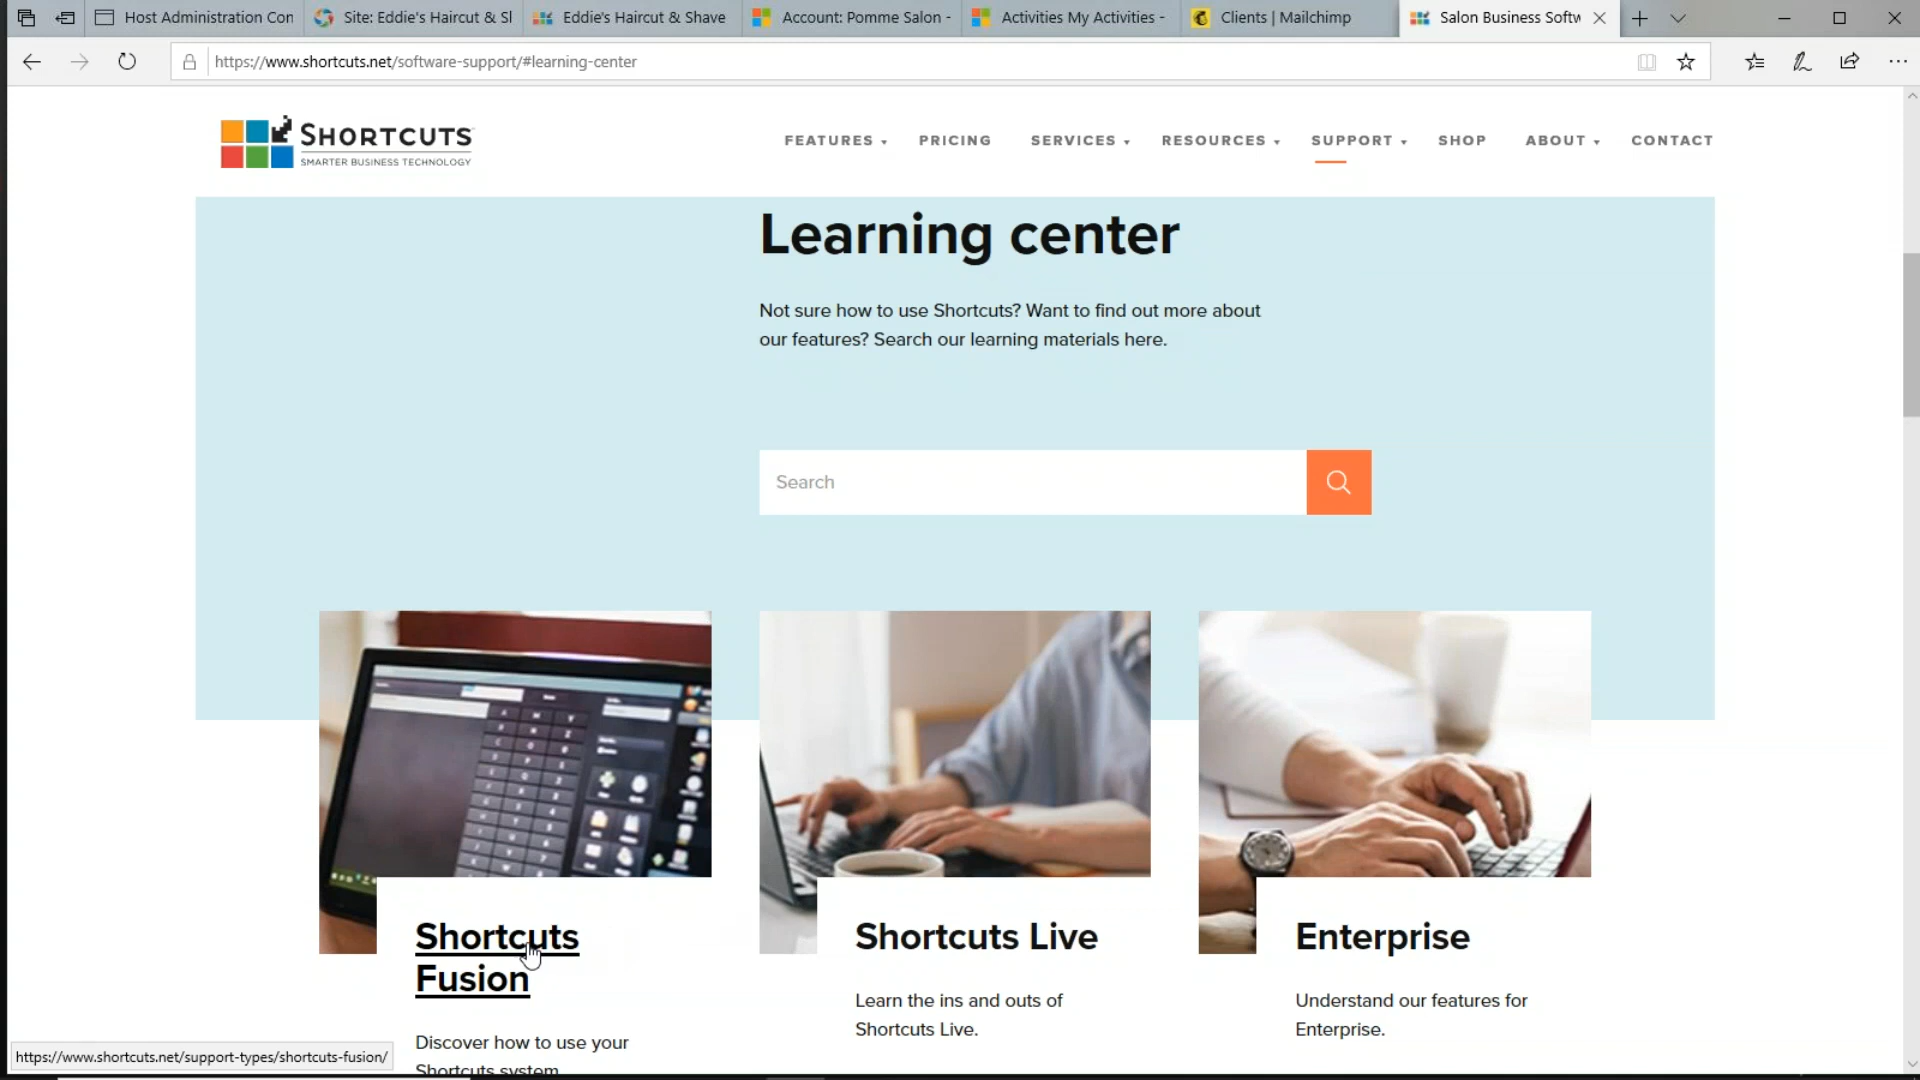 Host Administration Con
Site: Eddie's Haircut & Sl
Eddie's Haircut & Shave
Account: Pomme Salon -
Activities My Activities -
Clients | Mailchimp
Salon Business Softw
https://www.shortcuts.net/software-support/#learning-center
SHORTCUTS
SMARTER BUSINESS TECHNOLOGY
FEATURES
PRICING
SERVICES
RESOURCES
SUPPORT
SHOP
ABOUT
CONTACT
Learning center
Not sure how to use Shortcuts? Want to find out more about
our features? Search our learning materials here.
Search
Shortcuts
Fusion
Discover how to use your
Shortcuts system
Shortcuts Live
Learn the ins and outs of
Shortcuts Live.
Enterprise
Understand our features for
Enterprise.
https://www.shortcuts.net/support-types/shortcuts-fusion/